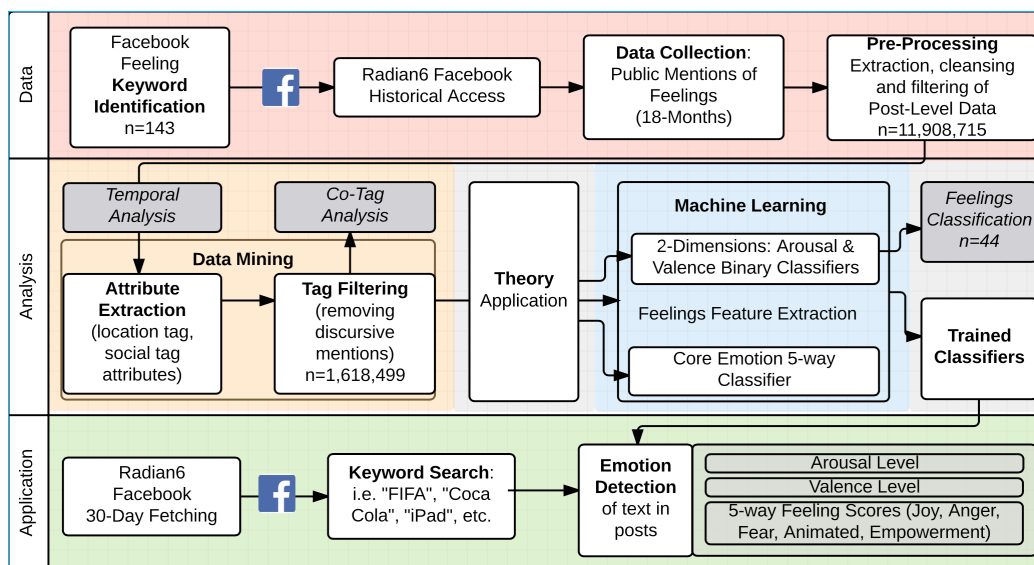 Data
Facebook
Feeling
Keyword
Identification
n=143
Radian6 Facebook
Historical Access
Data Collection:
Public Mentions of
Feelings
(18-Months)
Pre-Processing
Extraction, cleansing
and filtering of
Post-Level Data
n=11,908,715
Analysis
Temporal
Analysis
Co-Tag
Analysis
Data Mining
Attribute
Extraction
(location tag,
social tag
attributes)
Tag Filtering
(removing
discursive
mentions)
n=1,618,499
Theory
Application
Machine Learning
2-Dimensions: Arousal &
Valence Binary Classifiers
Feelings Feature Extraction
Core Emotion 5-way
Classifier
Feelings
Classification
n=44
Trained
Classifiers
Application
Radian6
Facebook
30-Day Fetching
Keyword Search:
i.e. "FIFA", "Coca
Cola", "iPad", etc.
Emotion
Detection
of text in
posts
Arousal Level
Valence Level
5-way Feeling Scores (Joy, Anger,
Fear, Animated, Empowerment)